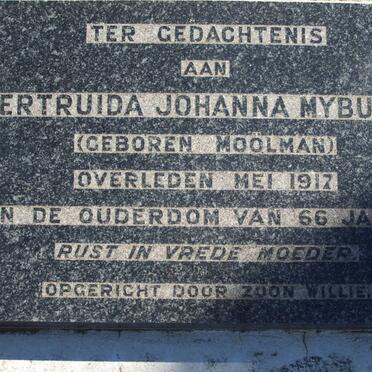 TER GEDACHTENIS
AAN
ERTRUIDA JOHANNA MYBU
(GEBOREN MOOLMAN)
OVERLEDEN MEI 1917
N DE OUDERDOM VAN 66 JA
RUST IN VREDE MOEDER.
OPGERICHT DOOR ZOON WILLIE